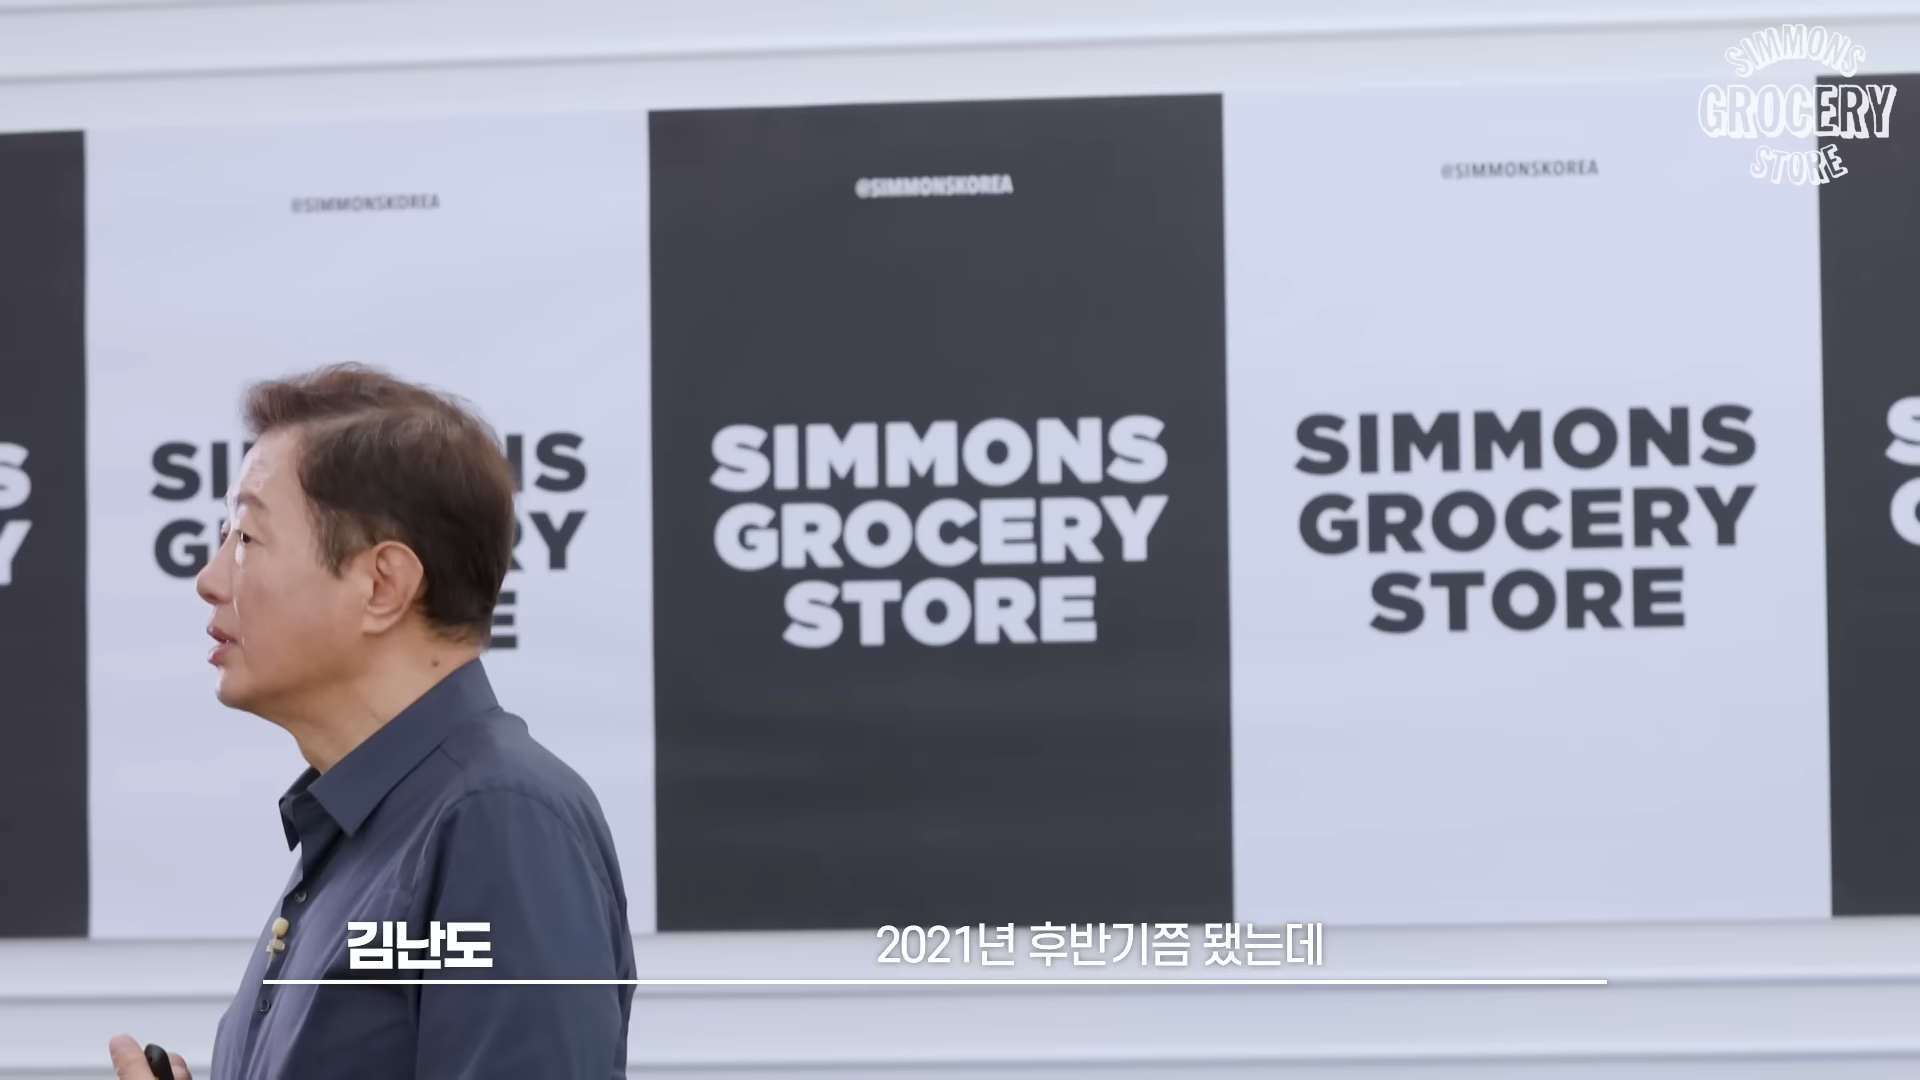 SIMMONS
GROCERY
STORE
@SIMMONSKOREA
@SIMMONSKOREA
@SIMMONSKOREA
SIMMONS
GROCERY
STORE
SIMMONS
GROCERY
STORE
김난도
2021년 후반기쯤 됐는데